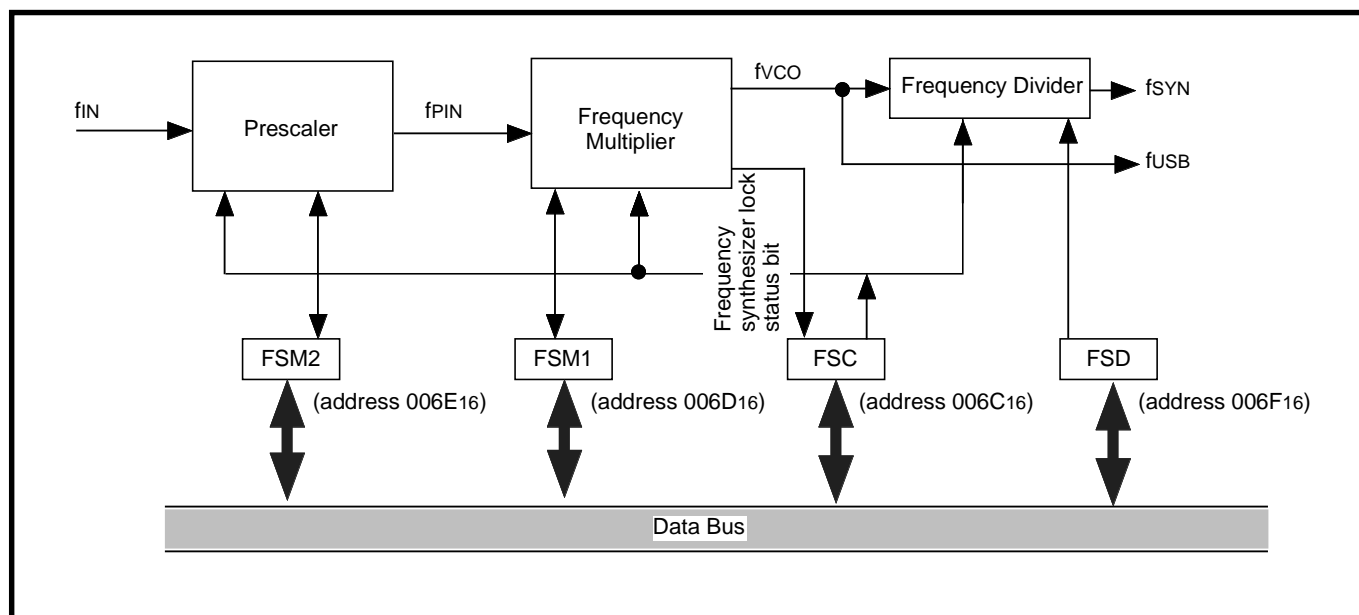 fIN
Prescaler
fPIN
Frequency
Multiplier
fVCO
Frequency Divider
fSYN
fUSB
Frequency
synthesizer lock
status bit
FSM2
FSM1
FSC
FSD
(address 006E16)
(address 006D16)
(address 006C16)
(address 006F16)
Data Bus